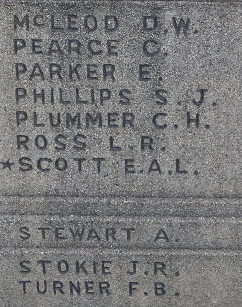 McLEOD D.W.
PEARCE C.
PARKER E.
PHILLIPS S.J.
PLUMMER C.H.
ROSS L.R.
★SCOTT E.A.L.
STEWART A.
STOKIE J.R.
TURNER F.B.